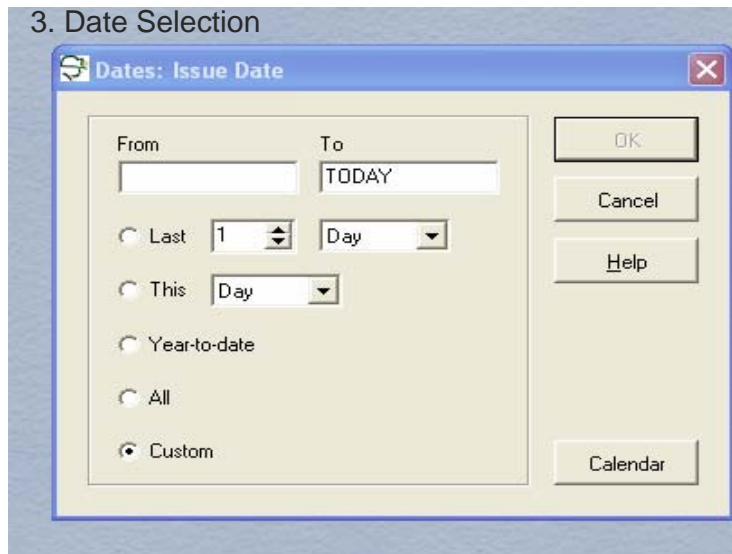 3. Date Selection
Dates: Issue Date
From To OK
TODAY
Cancel
Last 1 Day
Help
This Day
Year-to-date
All
Custom
Calendar